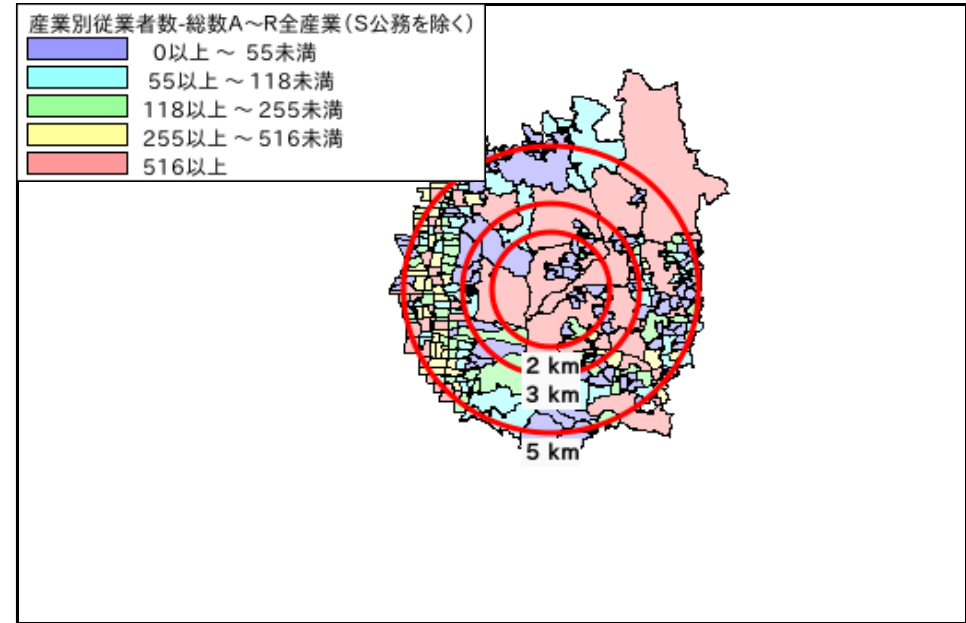 産業別従業者数-総数A～R全産業(S公務を除く)
0以上 ～ 55未満
55以上 ～ 118未満
118以上 ～ 255未満
255以上 ～ 516未満
516以上
2 km
3 km
5 km